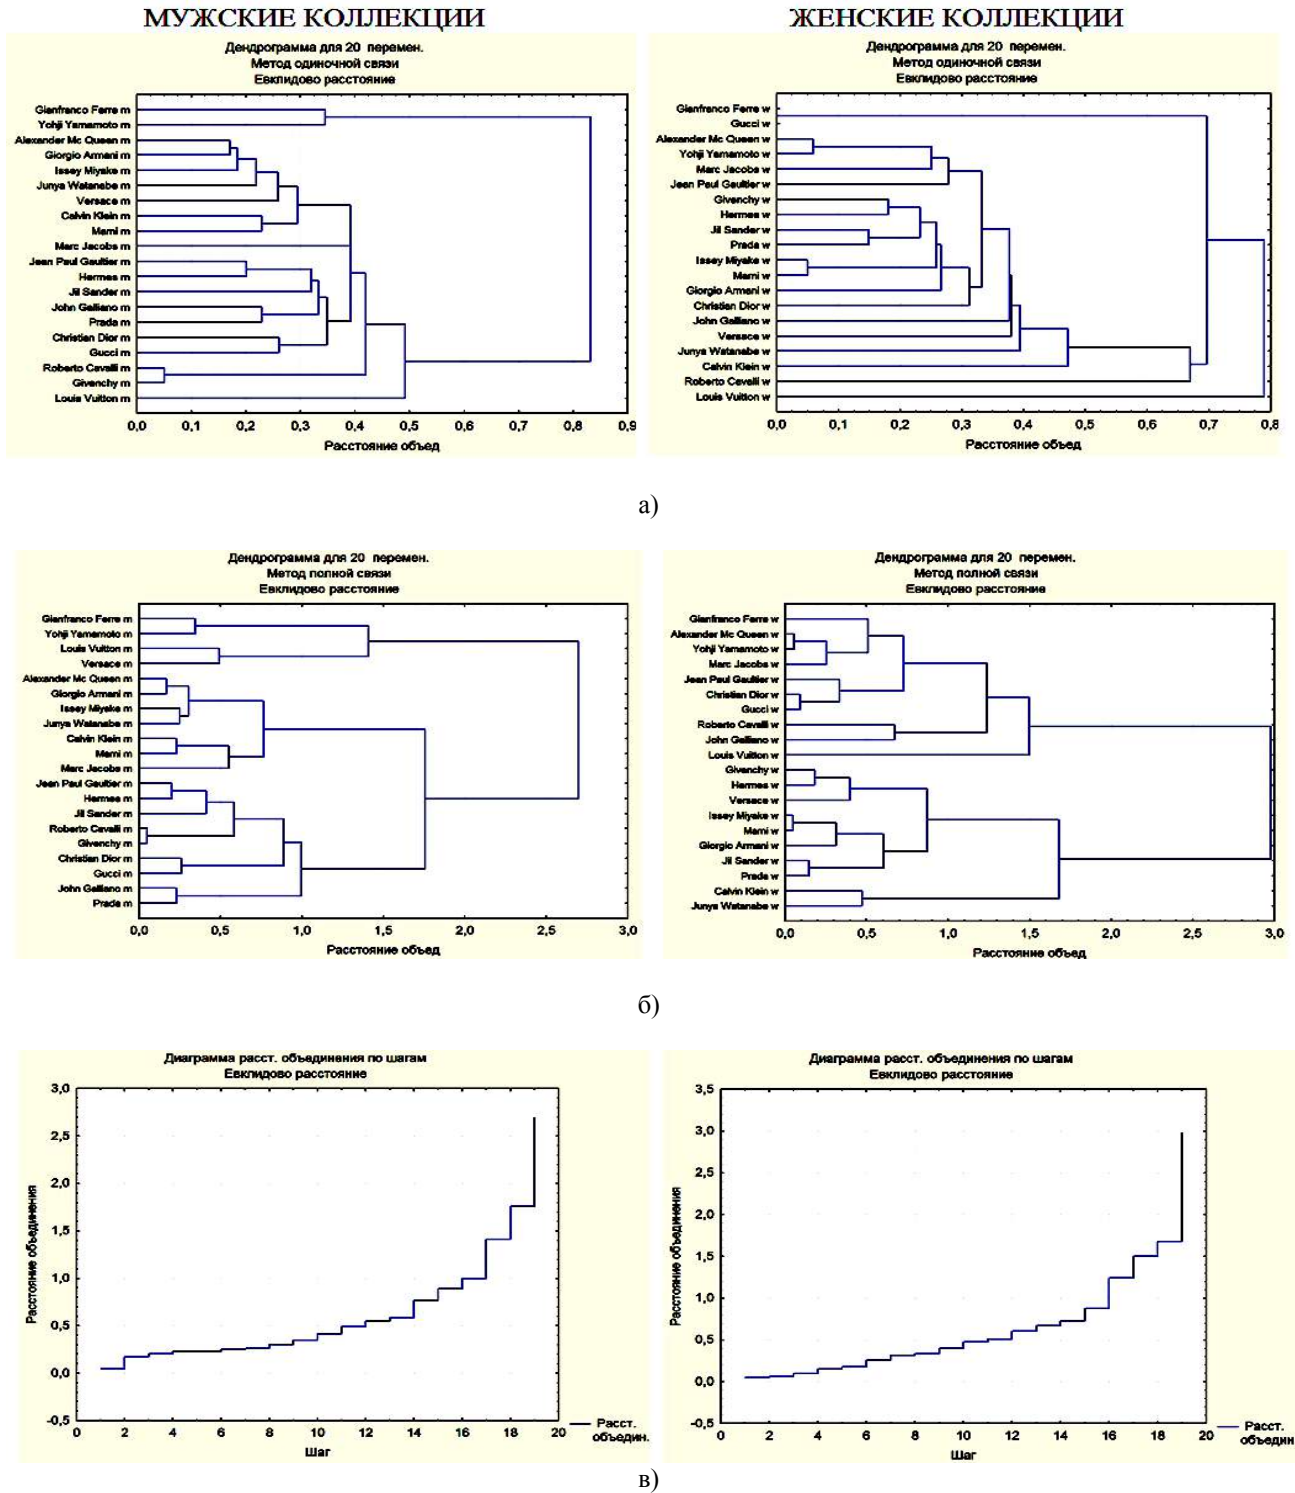 МУЖСКИЕ КОЛЛЕКЦИИ
ЖЕНСКИЕ КОЛЛЕКЦИИ
Дендрограмма для 20 перемен.
Метод одиночной связи
Евклидово расстояние
Gianfranco Ferre m
Yohji Yamamoto m
Alexander Mc Queen m
Giorgio Armani m
Issey Miyake m
Junya Watanabe m
Versace m
Calvin Klein m
Marni m
Marc Jacobs m
Jean Paul Gaultier m
Hermes m
Jil Sander m
John Galliano m
Prada m
Christian Dior m
Gucci m
Roberto Cavalli m
Givenchy m
Louis Vuitton m
0,0 0,1 0,2 0,3 0,4 0,5 0,6 0,7 0,8 0,9
Расстояние объед
Дендрограмма для 20 перемен.
Метод одиночной связи
Евклидово расстояние
Gianfranco Ferre w
Gucci w
Alexander Mc Queen w
Yohji Yamamoto w
Marc Jacobs w
Jean Paul Gaultier w
Givenchy w
Hermes w
Jil Sander w
Prada w
Issey Miyake w
Marni w
Giorgio Armani w
Christian Dior w
John Galliano w
Versace w
Junya Watanabe w
Calvin Klein w
Roberto Cavalli w
Louis Vuitton w
0,0 0,1 0,2 0,3 0,4 0,5 0,6 0,7 0,8
Расстояние объед
а)
Дендрограмма для 20 перемен.
Метод полной связи
Евклидово расстояние
Gianfranco Ferre m
Yohji Yamamoto m
Louis Vuitton m
Versace m
Alexander Mc Queen m
Giorgio Armani m
Issey Miyake m
Junya Watanabe m
Calvin Klein m
Marni m
Marc Jacobs m
Jean Paul Gaultier m
Hermes m
Jil Sander m
Roberto Cavalli m
Givenchy m
Christian Dior m
Gucci m
John Galliano m
Prada m
0,0 0,5 1,0 1,5 2,0 2,5 3,0
Расстояние объед
Дендрограмма для 20 перемен.
Метод полной связи
Евклидово расстояние
Gianfranco Ferre w
Alexander Mc Queen w
Yohji Yamamoto w
Marc Jacobs w
Jean Paul Gaultier w
Christian Dior w
Gucci w
Roberto Cavalli w
John Galliano w
Louis Vuitton w
Givenchy w
Hermes w
Versace w
Issey Miyake w
Marni w
Giorgio Armani w
Jil Sander w
Prada w
Calvin Klein w
Junya Watanabe w
0,0 0,5 1,0 1,5 2,0 2,5 3,0
Расстояние объед
б)
Диаграмма расст. объединения по шагам
Евклидово расстояние
Расстояние объединения
3,0
2,5
2,0
1,5
1,0
0,5
0,0
-0,5
0 2 4 6 8 10 12 14 16 18 20
Шаг
Расст.
объедин.
Диаграмма расст. объединения по шагам
Евклидово расстояние
Расстояние объединения
3,5
3,0
2,5
2,0
1,5
1,0
0,5
0,0
-0,5
0 2 4 6 8 10 12 14 16 18 20
Шаг
Расст.
объедин
в)